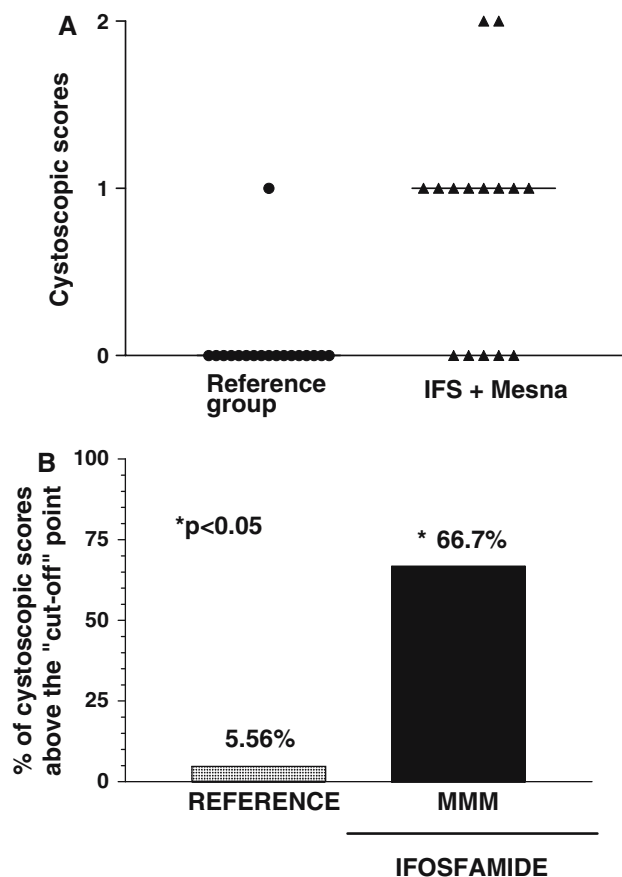 A
Cystoscopic scores
2
1
0
Reference
group
IFS + Mesna
B
% of cystoscopic scores
above the "cut-off" point
100
75
50
25
0
*p<0.05
5.56%
* 66.7%
REFERENCE
MMM
IFOSFAMIDE